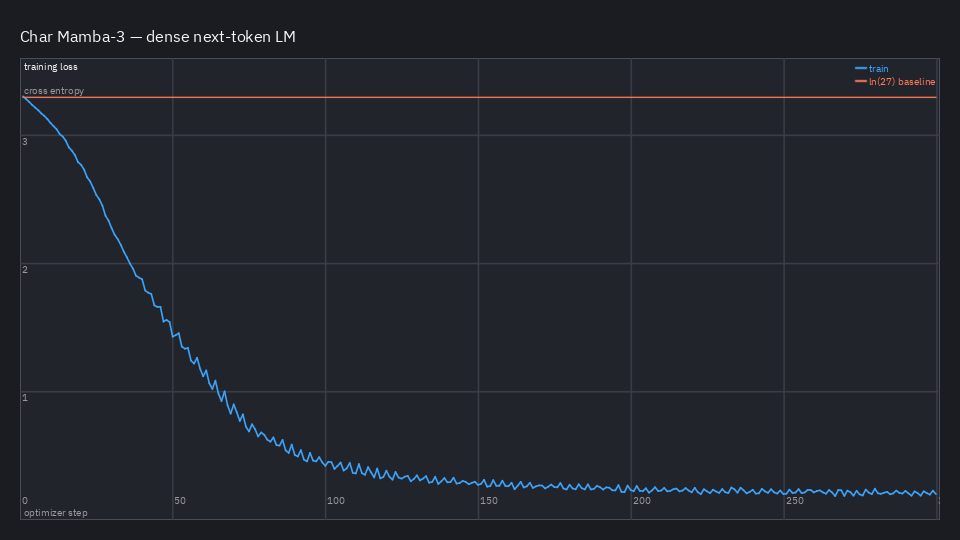 Char Mamba-3 — dense next-token LM
training loss
train
cross entropy
ln(27) baseline
3
2
1
0
50
100
150
200
250
optimizer step